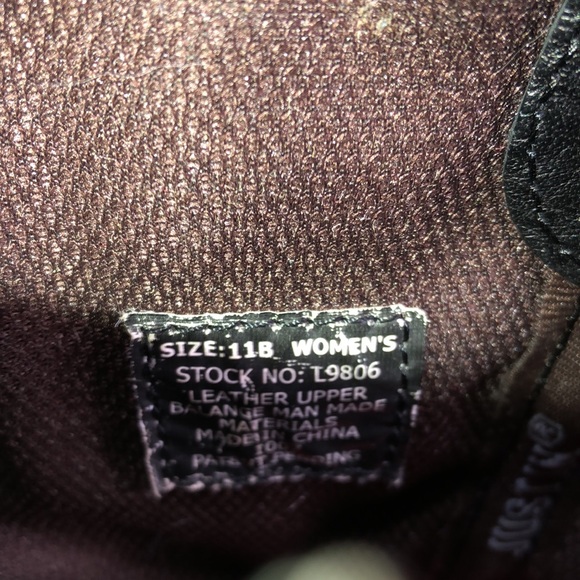 SIZE: 11B WOMEN'S
STOCK NO: L9806
LEATHER UPPER
BALANCE MAN MADE
MATERIALS
MADE IN CHINA